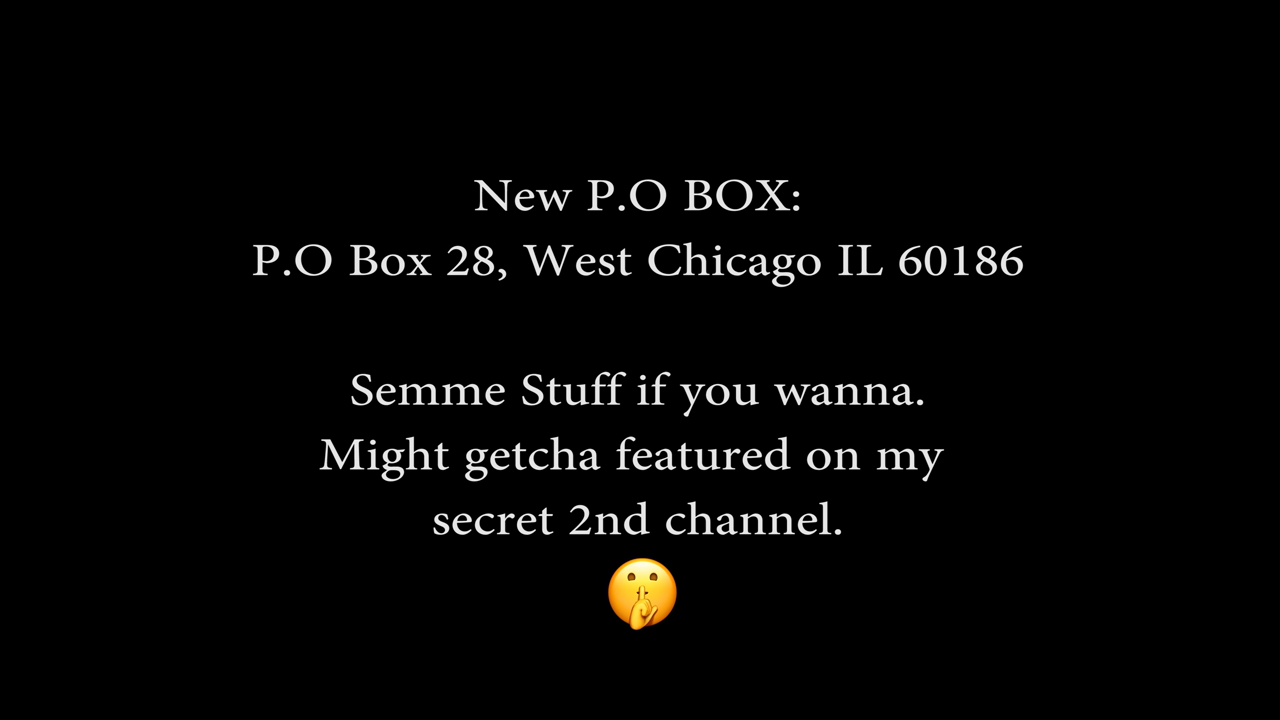 New P.O BOX:
P.O Box 28, West Chicago IL 60186
Semme Stuff if you wanna.
Might getcha featured on my
secret 2nd channel.
🤫